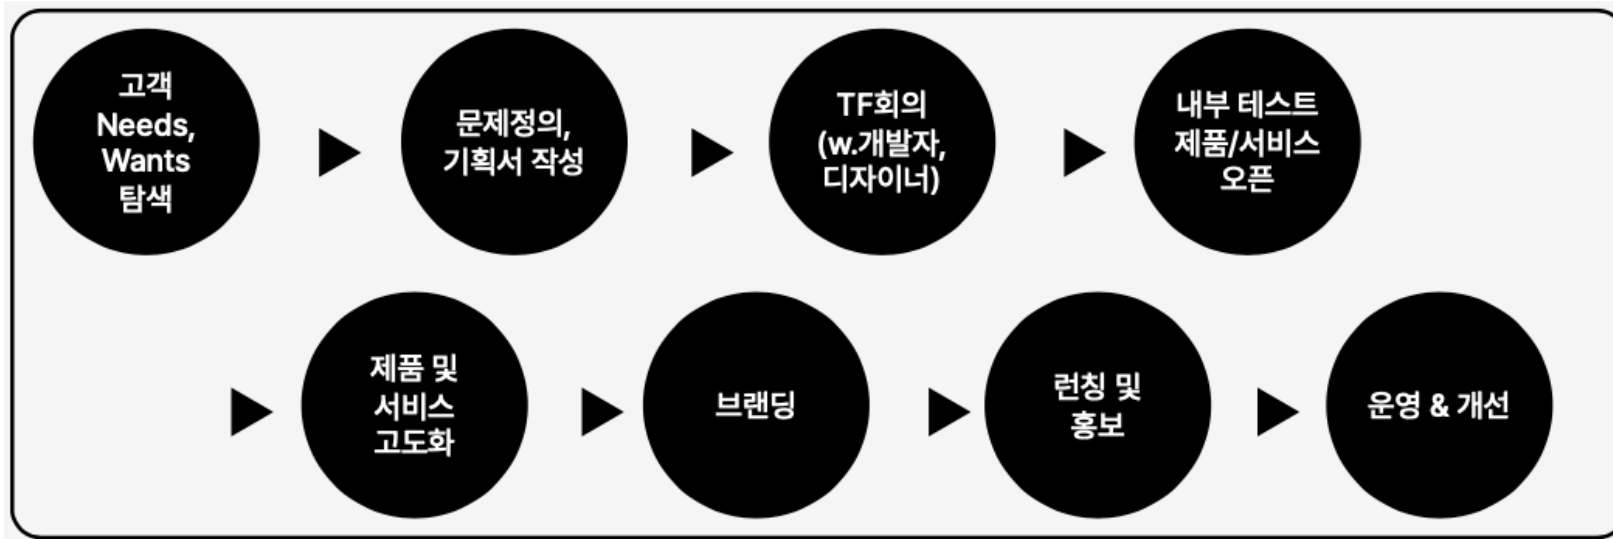 고객
Needs,
Wants
탐색
문제정의,
기획서 작성
TF회의
(w.개발자,
디자이너)
내부 테스트
제품/서비스
오픈
제품 및
서비스
고도화
브랜딩
런칭 및
홍보
운영 & 개선